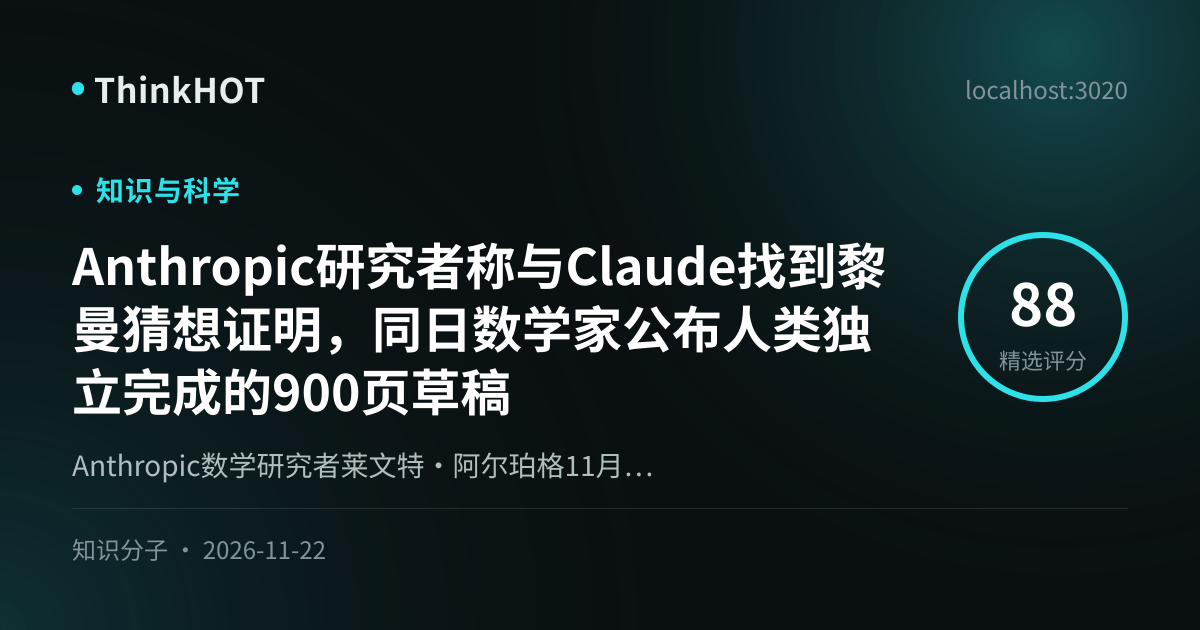 ThinkHOT
localhost:3020
知识与科学
Anthropic研究者称与Claude找到黎
曼猜想证明，同日数学家公布人类独
立完成的900页草稿
88
精选评分
Anthropic数学研究者莱文特·阿尔珀格11月…
知识分子 · 2026-11-22